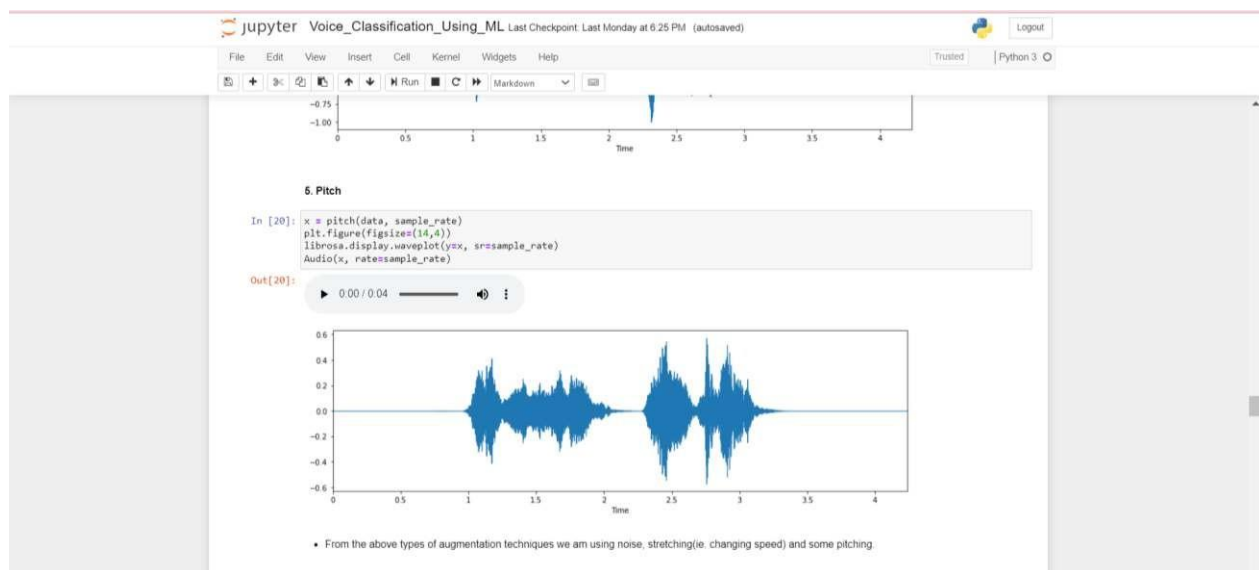 jupyter Voice_Classification_Using_ML Last Checkpoint: Last Monday at 6:25 PM (autosaved)
Logout
File Edit View Insert Cell Kernel Widgets Help
Trusted
Python 3
Run
Markdown
−0.75
−1.00
0 0.5 1 1.5 2 2.5 3 3.5 4
Time
5. Pitch
In [20]: x = pitch(data, sample_rate)
plt.figure(figsize=(14,4))
librosa.display.waveplot(y=x, sr=sample_rate)
Audio(x, rate=sample_rate)
Out[20]:
0:00 / 0:04
0.6
0.4
0.2
0.0
−0.2
−0.4
−0.6
0 0.5 1 1.5 2 2.5 3 3.5 4
Time
• From the above types of augmentation techniques we am using noise, stretching(ie. changing speed) and some pitching.